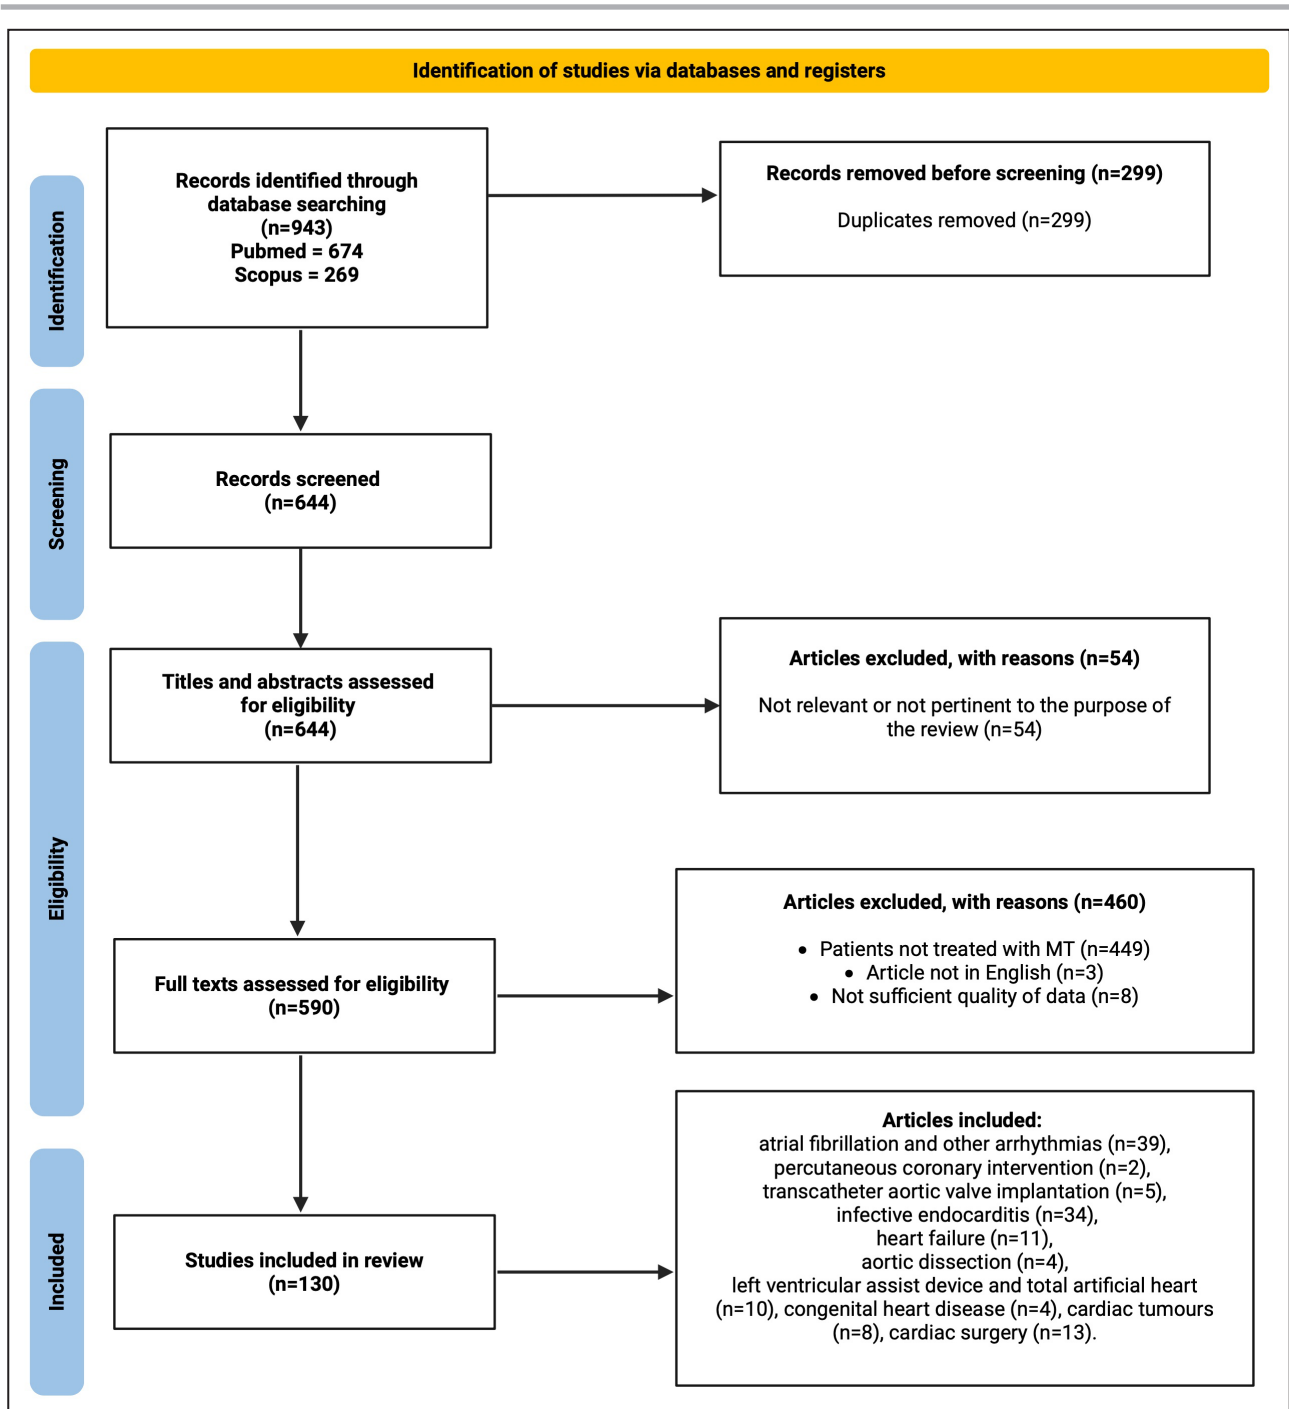 Identification of studies via databases and registers
Identification
Records identified through
database searching
(n=943)
Pubmed = 674
Scopus = 269
Records removed before screening (n=299)
Duplicates removed (n=299)
Screening
Records screened
(n=644)
Eligibility
Titles and abstracts assessed
for eligibility
(n=644)
Articles excluded, with reasons (n=54)
Not relevant or not pertinent to the purpose of
the review (n=54)
Full texts assessed for eligibility
(n=590)
Articles excluded, with reasons (n=460)
• Patients not treated with MT (n=449)
• Article not in English (n=3)
• Not sufficient quality of data (n=8)
Included
Studies included in review
(n=130)
Articles included:
atrial fibrillation and other arrhythmias (n=39),
percutaneous coronary intervention (n=2),
transcatheter aortic valve implantation (n=5),
infective endocarditis (n=34),
heart failure (n=11),
aortic dissection (n=4),
left ventricular assist device and total artificial heart
(n=10), congenital heart disease (n=4), cardiac tumours
(n=8), cardiac surgery (n=13).